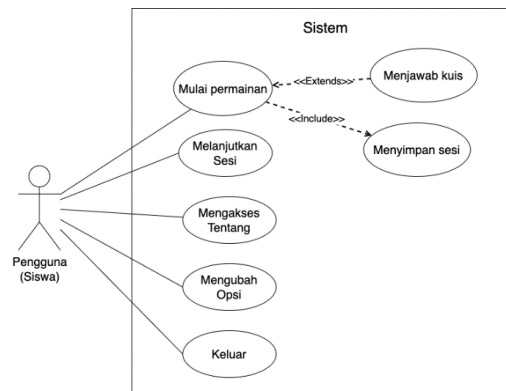 Sistem
Mulai permainan
<<Extends>>
Menjawab kuis
<<Include>>
Menyimpan sesi
Melanjutkan
Sesi
Mengakses
Tentang
Pengguna
(Siswa)
Mengubah
Opsi
Keluar